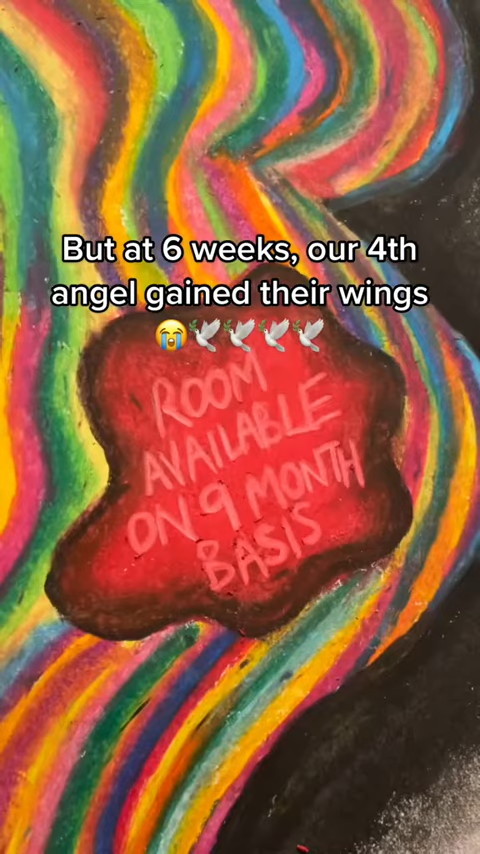 But at 6 weeks, our 4th
angel gained their wings
😭🕊️🕊️🕊️🕊️
ROOM
AVAILABLE
ON 9 MONTH
BASIS